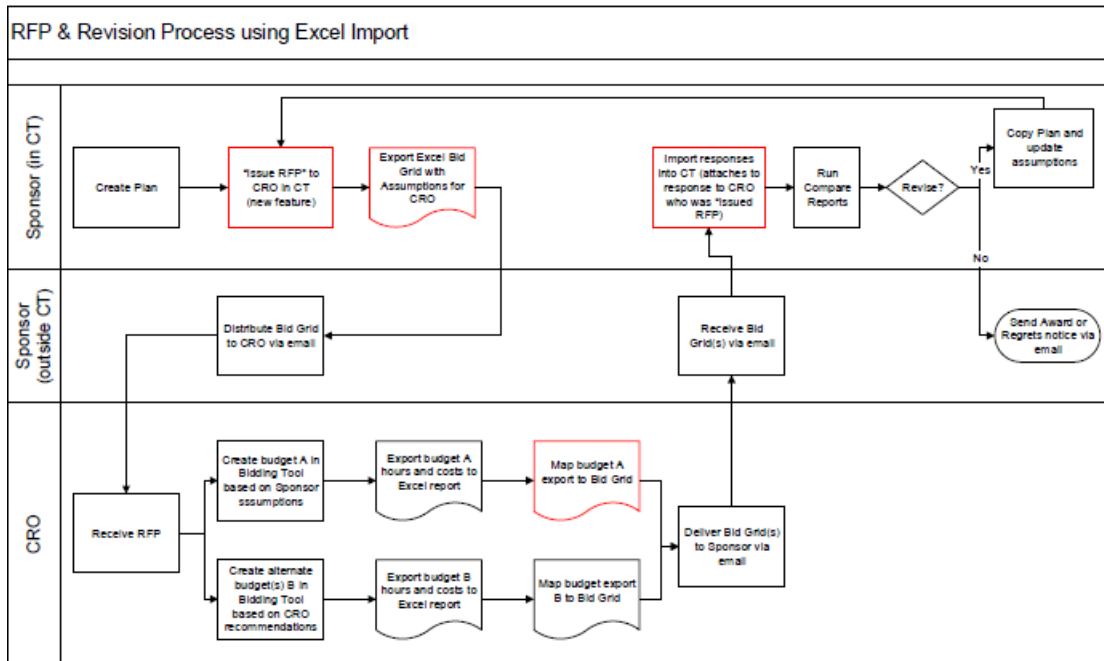 RFP & Revision Process using Excel Import
Sponsor (in CT)
Create Plan
"Issue RFP" to
CRO in CT
(new feature)
Export Excel Bid
Grid with
Assumptions for
CRO
Import responses
into CT (attaches to
response to CRO
who was "Issued
RFP)
Run
Compare
Reports
Revise?
Yes
No
Copy Plan and
update
assumptions
Sponsor
(outside CT)
Distribute Bid Grid
to CRO via email
Receive Bid
Grid(s) via email
Send Award or
Regrets notice via
email
CRO
Receive RFP
Create budget A in
Bidding Tool
based on Sponsor
sssumptions
Export budget A
hours and costs to
Excel report
Map budget A
export to Bid Grid
Create alternate
budget(s) B in
Bidding Tool
based on CRO
recommendations
Export budget B
hours and costs to
Excel report
Map budget export
B to Bid Grid
Deliver Bid Grid(s)
to Sponsor via
email